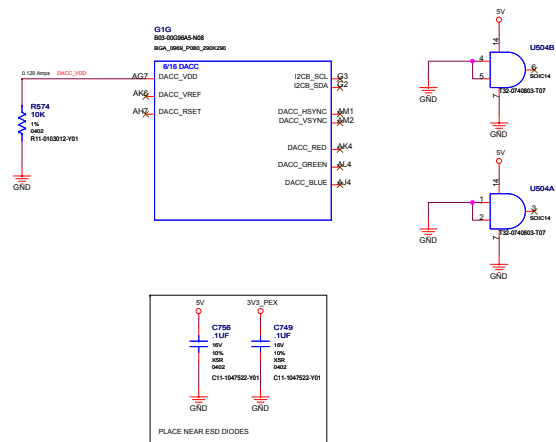 G1G
B03-00G98A5-N08
BGA_0969_P080_290X290
6/16 DACC
0.129 Amps DACC_VDD
AG7 DACC_VDD
AK6 DACC_VREF
AH7 DACC_RSET
I2CB_SCL G3
I2CB_SDA G2
DACC_HSYNC AM1
DACC_VSYNC AM2
DACC_RED AK4
DACC_GREEN AL4
DACC_BLUE AJ4
R574
10K
1%
0402
R11-0103012-Y01
GND
5V
14
U504B
4
5
6
SOIC14
7
T32-0740803-T07
GND
GND
5V
14
U504A
1
2
3
SOIC14
7
T32-0740803-T07
GND
GND
5V
C756
.1UF
16V
10%
X5R
0402
C11-1047522-Y01
GND
3V3_PEX
C749
.1UF
16V
10%
X5R
0402
C11-1047522-Y01
GND
PLACE NEAR ESD DIODES